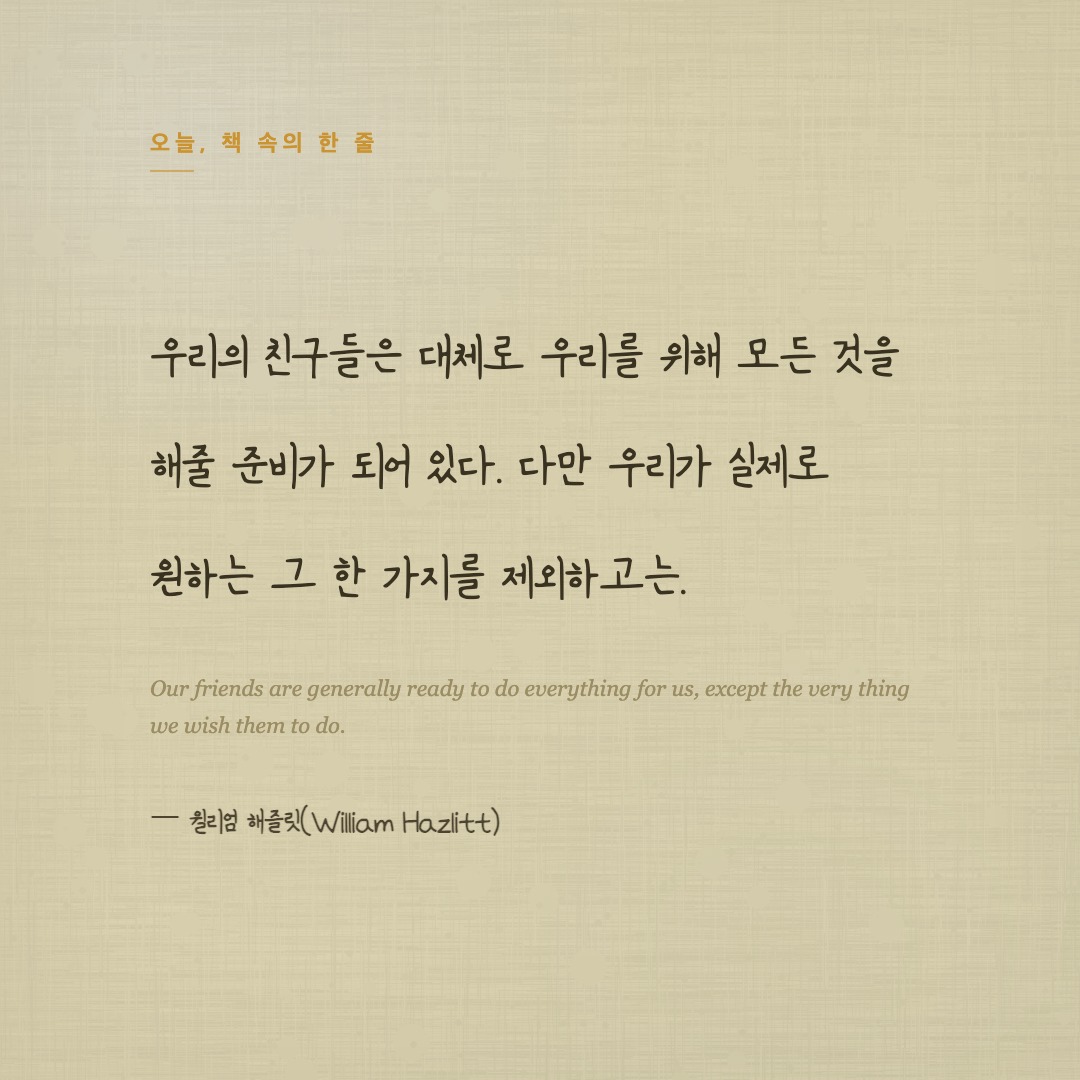 오늘, 책 속의 한 줄
우리의 친구들은 대체로 우리를 위해 모든 것을
해줄 준비가 되어 있다. 다만 우리가 실제로
원하는 그 한 가지를 제외하고는.
Our friends are generally ready to do everything for us, except the very thing
we wish them to do.
— 윌리엄 해즐릿(William Hazlitt)